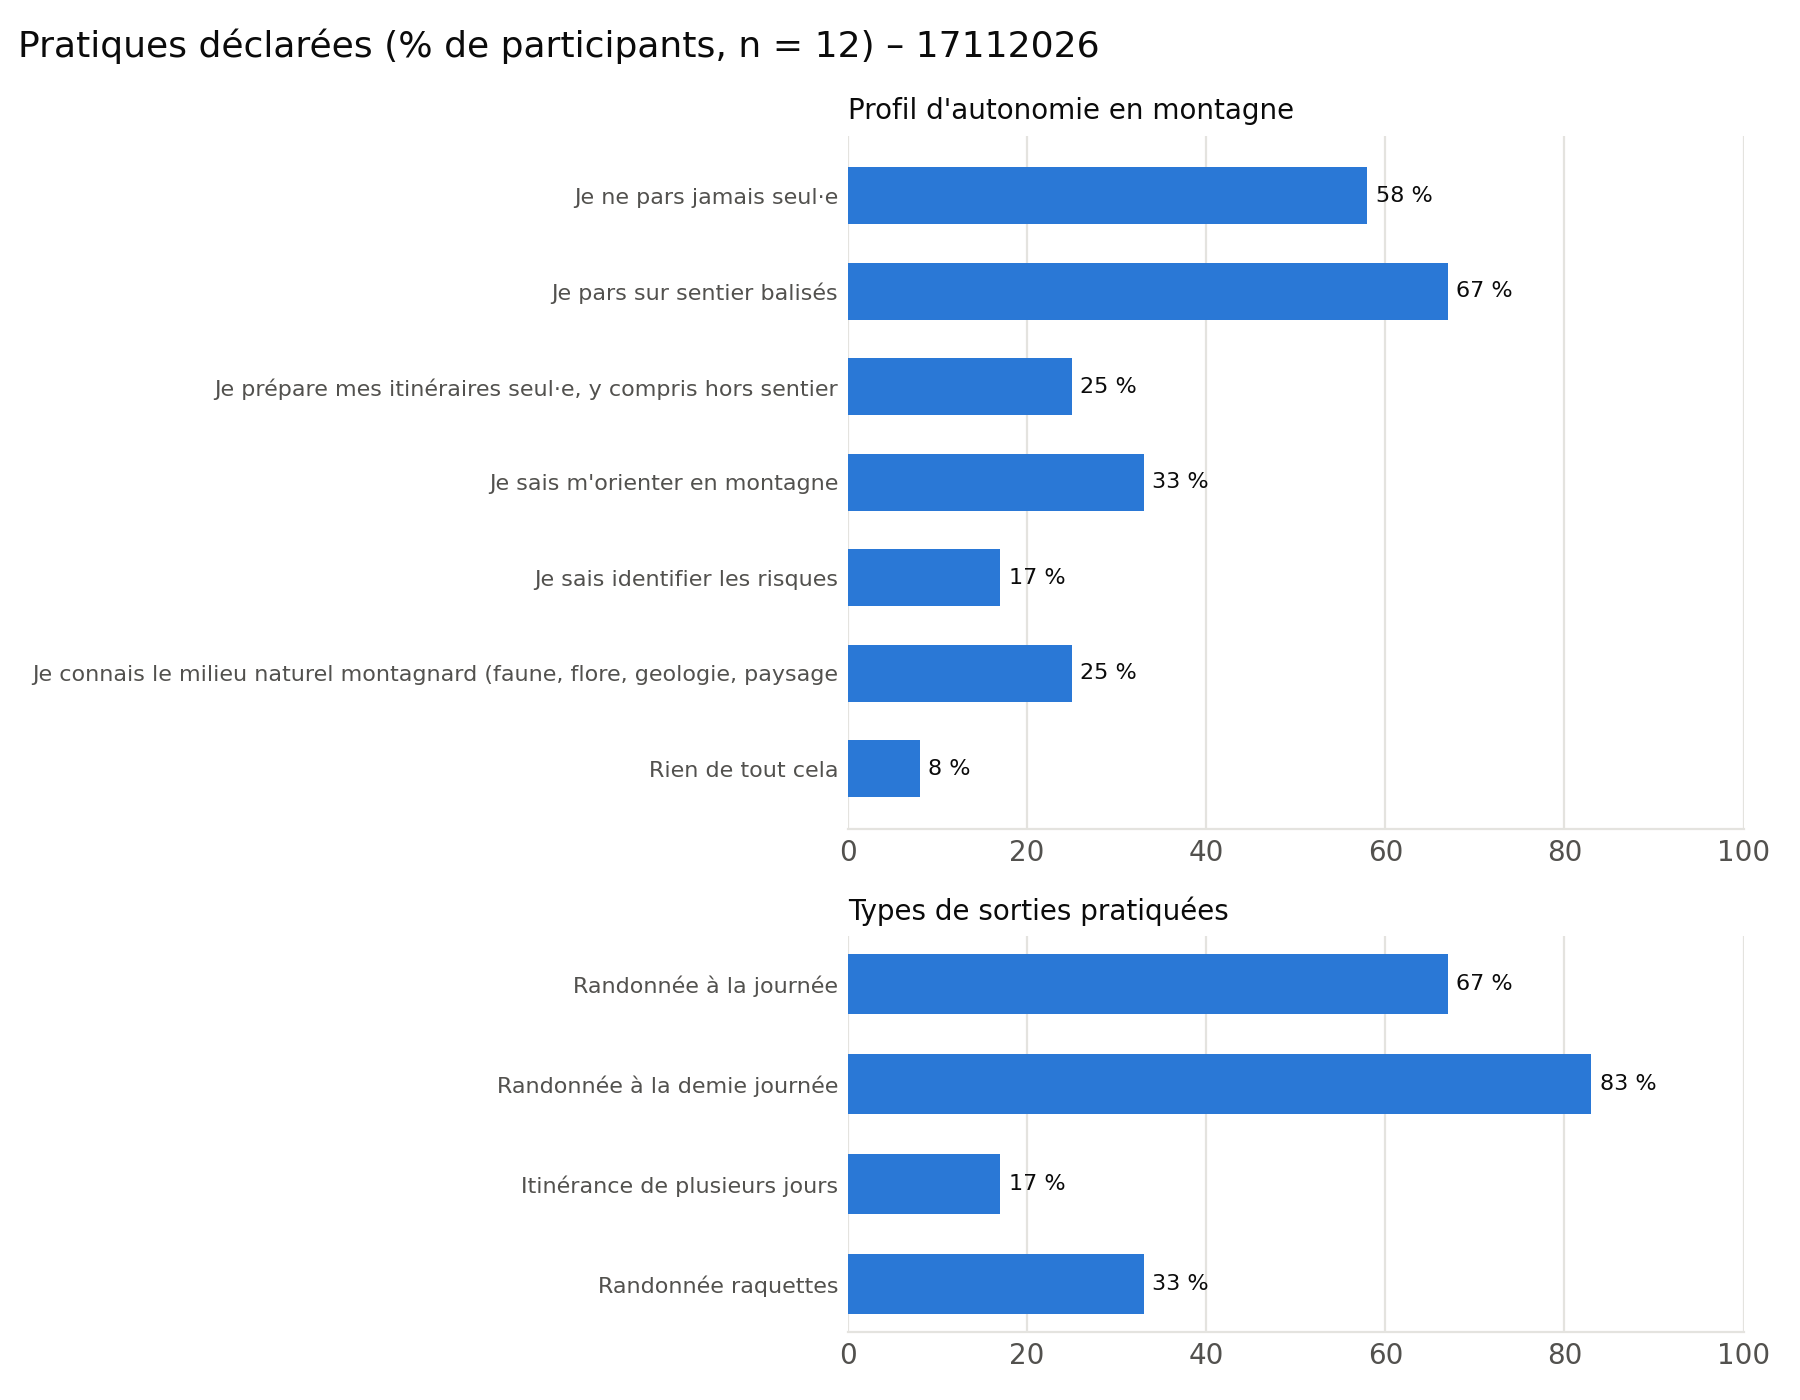 Pratiques déclarées (% de participants, n = 12) – 17112026
Profil d'autonomie en montagne
Je ne pars jamais seul·e 58 %
Je pars sur sentier balisés 67 %
Je prépare mes itinéraires seul·e, y compris hors sentier 25 %
Je sais m'orienter en montagne 33 %
Je sais identifier les risques 17 %
Je connais le milieu naturel montagnard (faune, flore, geologie, paysage 25 %
Rien de tout cela 8 %
0 20 40 60 80 100
Types de sorties pratiquées
Randonnée à la journée 67 %
Randonnée à la demie journée 83 %
Itinérance de plusieurs jours 17 %
Randonnée raquettes 33 %
0 20 40 60 80 100